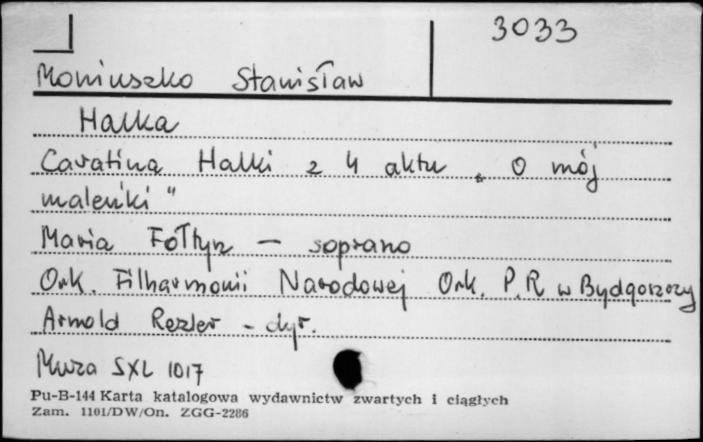 3033
Moniuszko Stanisław
Halka
Cavatina Halki z 4 aktu „ O mój
maleńki "
Maria Fołtyn — soprano
Ork. Filharmonii Narodowej Ork. P.R w Bydgoszczy
Arnold Rezler - dyr.
Muza SXL 1017
Pu-B-144 Karta katalogowa wydawnictw zwartych i ciągłych
Zam. 1101/DW/On. ZGG-2286